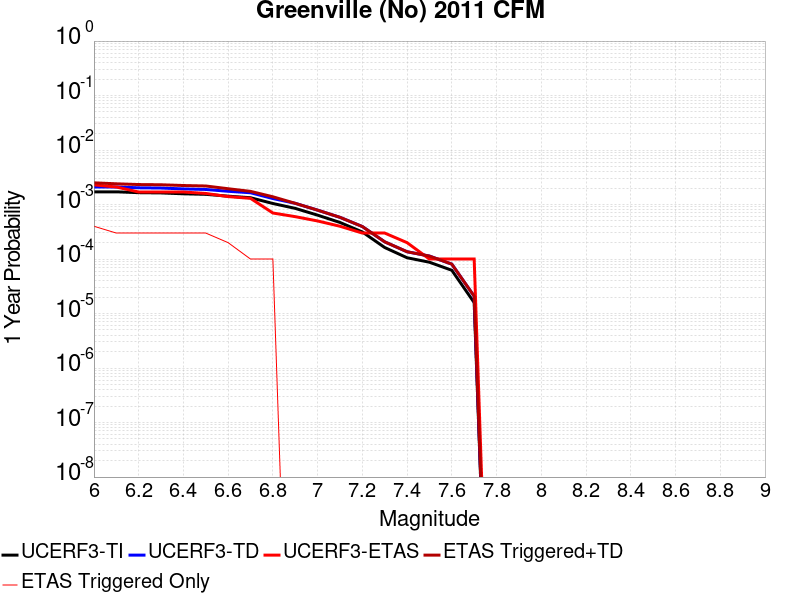 Greenville (No) 2011 CFM
10^0
10^-1
10^-2
10^-3
10^-4
10^-5
10^-6
10^-7
10^-8
1 Year Probability
6 6.2 6.4 6.6 6.8 7 7.2 7.4 7.6 7.8 8 8.2 8.4 8.6 8.8 9
Magnitude
UCERF3-TI UCERF3-TD UCERF3-ETAS ETAS Triggered+TD
ETAS Triggered Only